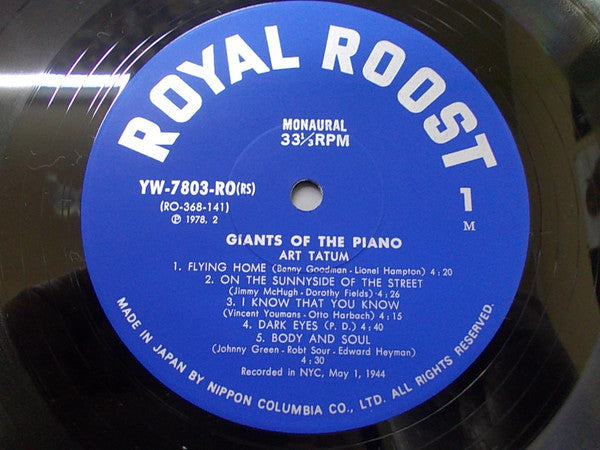 ROYAL ROOST
MONAURAL
33⅓RPM
YW-7803-RO(RS)
(RO-368-141)
Ⓟ 1978. 2
1
M
GIANTS OF THE PIANO
ART TATUM
1. FLYING HOME (Benny Goodman - Lionel Hampton) 4:20
2. ON THE SUNNYSIDE OF THE STREET
(Jimmy McHugh - Dorothy Fields) 4:26
3. I KNOW THAT YOU KNOW
(Vincent Youmans - Otto Harbach) 4:15
4. DARK EYES (P. D.) 4:40
5. BODY AND SOUL
(Johnny Green - Robt Sour - Edward Heyman)
4:30
Recorded in NYC, May 1, 1944
MADE IN JAPAN BY NIPPON COLUMBIA CO., LTD. ALL RIGHTS RESERVED.